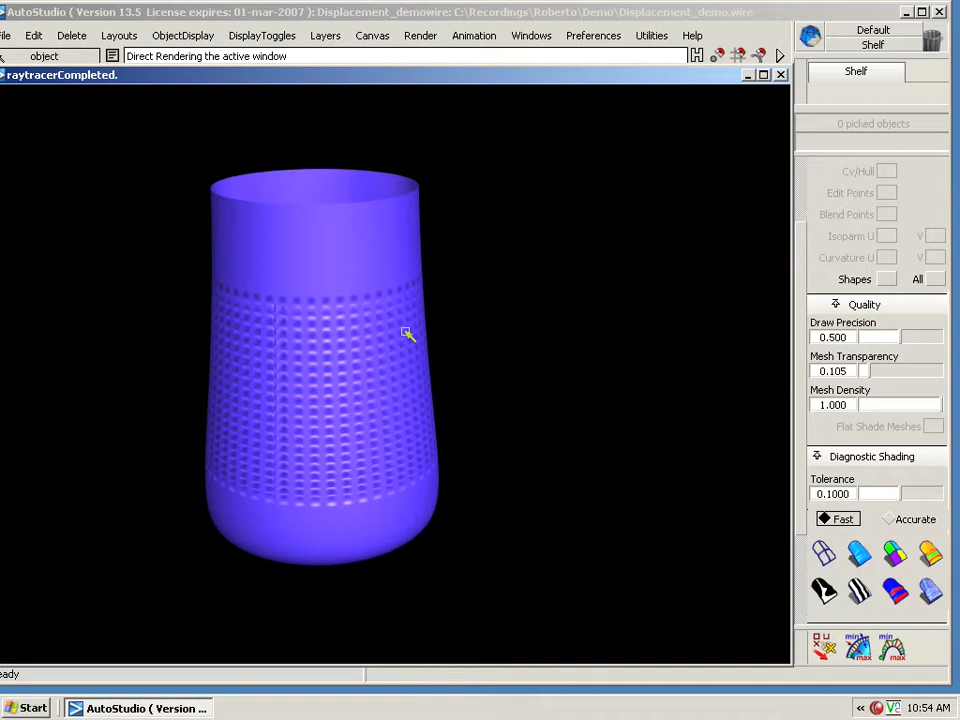 AutoStudio ( Version 13.5 License expires: 01-mar-2007 ): Displacement_demowire: C:\Recordings\Roberto\Demo\Displacement_demo.wire
ile Edit Delete Layouts ObjectDisplay DisplayToggles Layers Canvas Render Animation Windows Preferences Utilities Help
object Direct Rendering the active window
raytracerCompleted.
Default
Shelf
Shelf
0 picked objects
Cv/Hull
Edit Points
Blend Points
Isoparm U V
Curvature U V
Shapes All
Quality
Draw Precision
0.500
Mesh Transparency
0.105
Mesh Density
1.000
Flat Shade Meshes
Diagnostic Shading
Tolerance
0.1000
Fast Accurate
min max min max
eady
Start AutoStudio ( Version ... « V2 10:54 AM